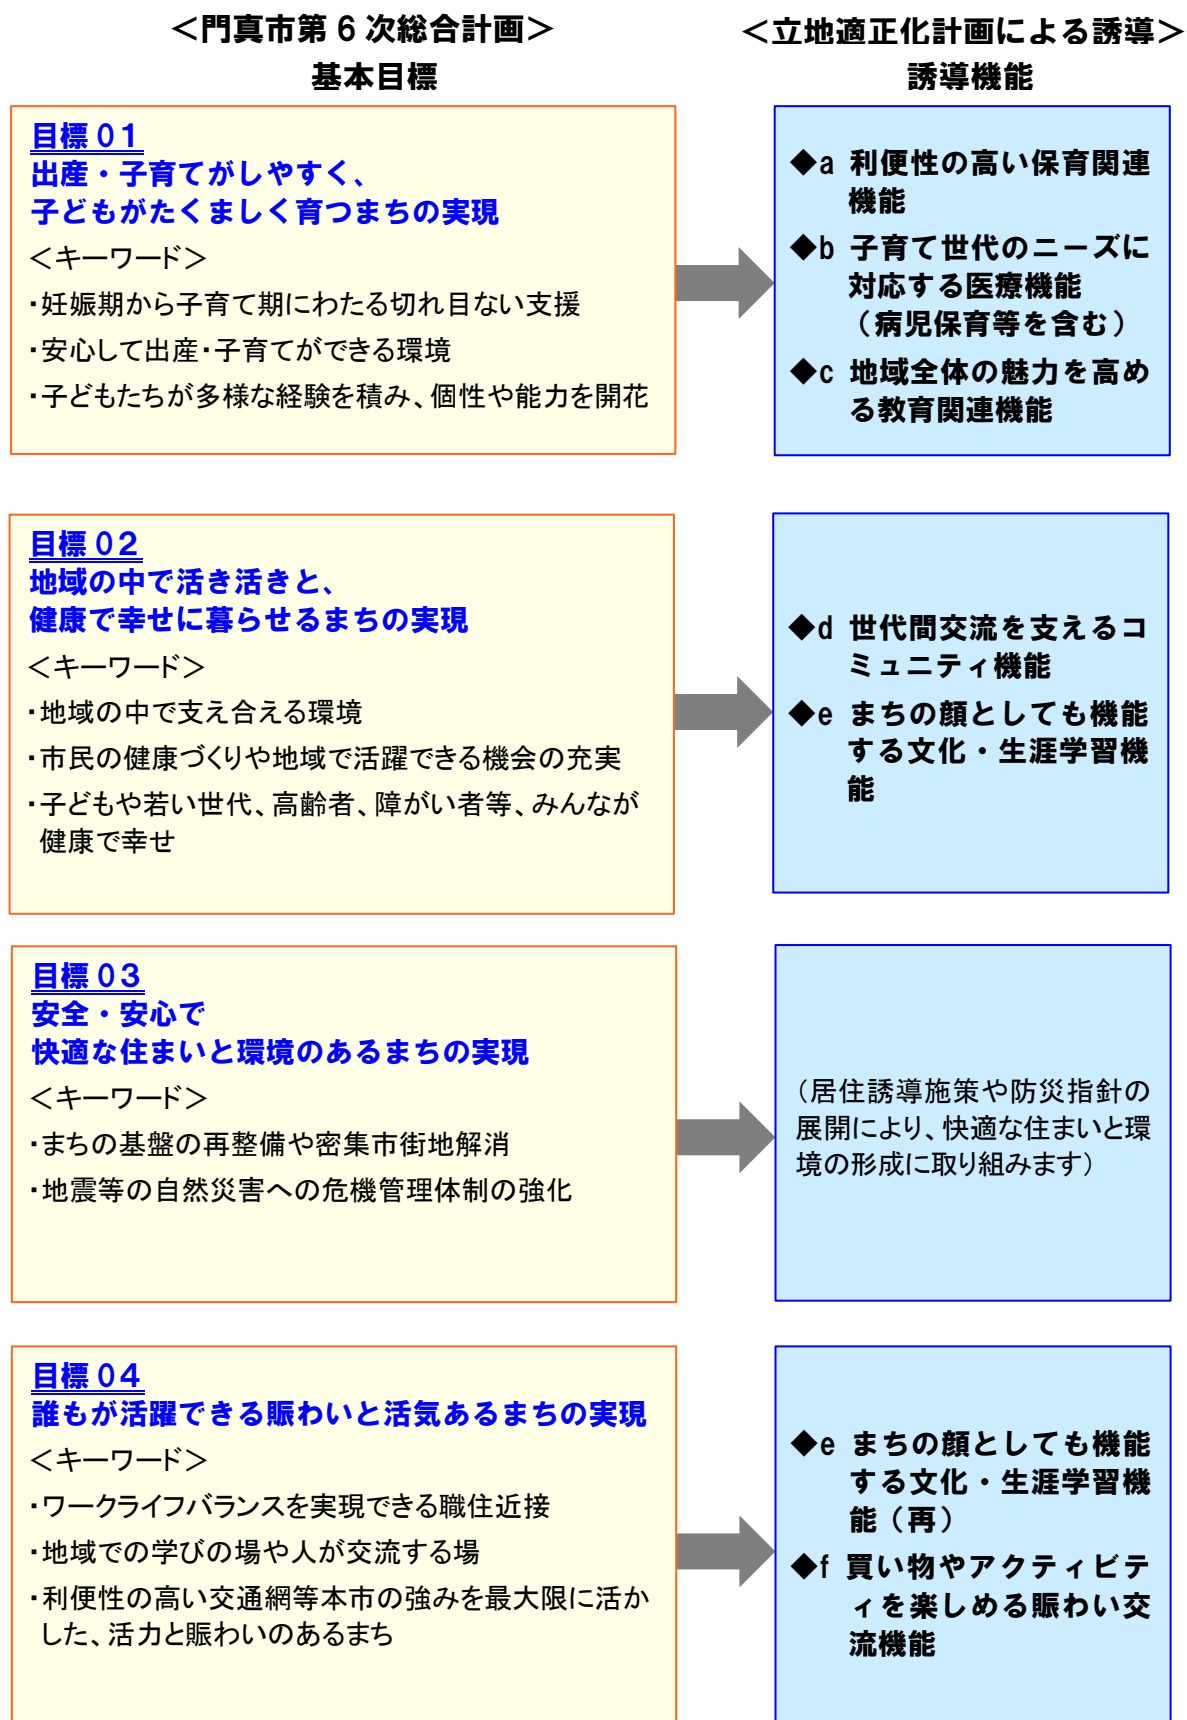 ＜門真市第６次総合計画＞
基本目標
＜立地適正化計画による誘導＞
誘導機能
目標０１
出産・子育てがしやすく、
子どもがたくましく育つまちの実現
＜キーワード＞
・妊娠期から子育て期にわたる切れ目ない支援
・安心して出産・子育てができる環境
・子どもたちが多様な経験を積み、個性や能力を開花
◆a 利便性の高い保育関連
機能
◆b 子育て世代のニーズに
対応する医療機能
（病児保育等を含む）
◆c 地域全体の魅力を高め
る教育関連機能
目標０２
地域の中で活き活きと、
健康で幸せに暮らせるまちの実現
＜キーワード＞
・地域の中で支え合える環境
・市民の健康づくりや地域で活躍できる機会の充実
・子どもや若い世代、高齢者、障がい者等、みんなが
健康で幸せ
◆d 世代間交流を支えるコ
ミュニティ機能
◆e まちの顔としても機能
する文化・生涯学習機
能
目標０３
安全・安心で
快適な住まいと環境のあるまちの実現
＜キーワード＞
・まちの基盤の再整備や密集市街地解消
・地震等の自然災害への危機管理体制の強化
（居住誘導施策や防災指針の
展開により、快適な住まいと環
境の形成に取り組みます）
目標０４
誰もが活躍できる賑わいと活気あるまちの実現
＜キーワード＞
・ワークライフバランスを実現できる職住近接
・地域での学びの場や人が交流する場
・利便性の高い交通網等本市の強みを最大限に活か
した、活力と賑わいのあるまち
◆e まちの顔としても機能
する文化・生涯学習機
能（再）
◆f 買い物やアクティビテ
ィを楽しめる賑わい交
流機能